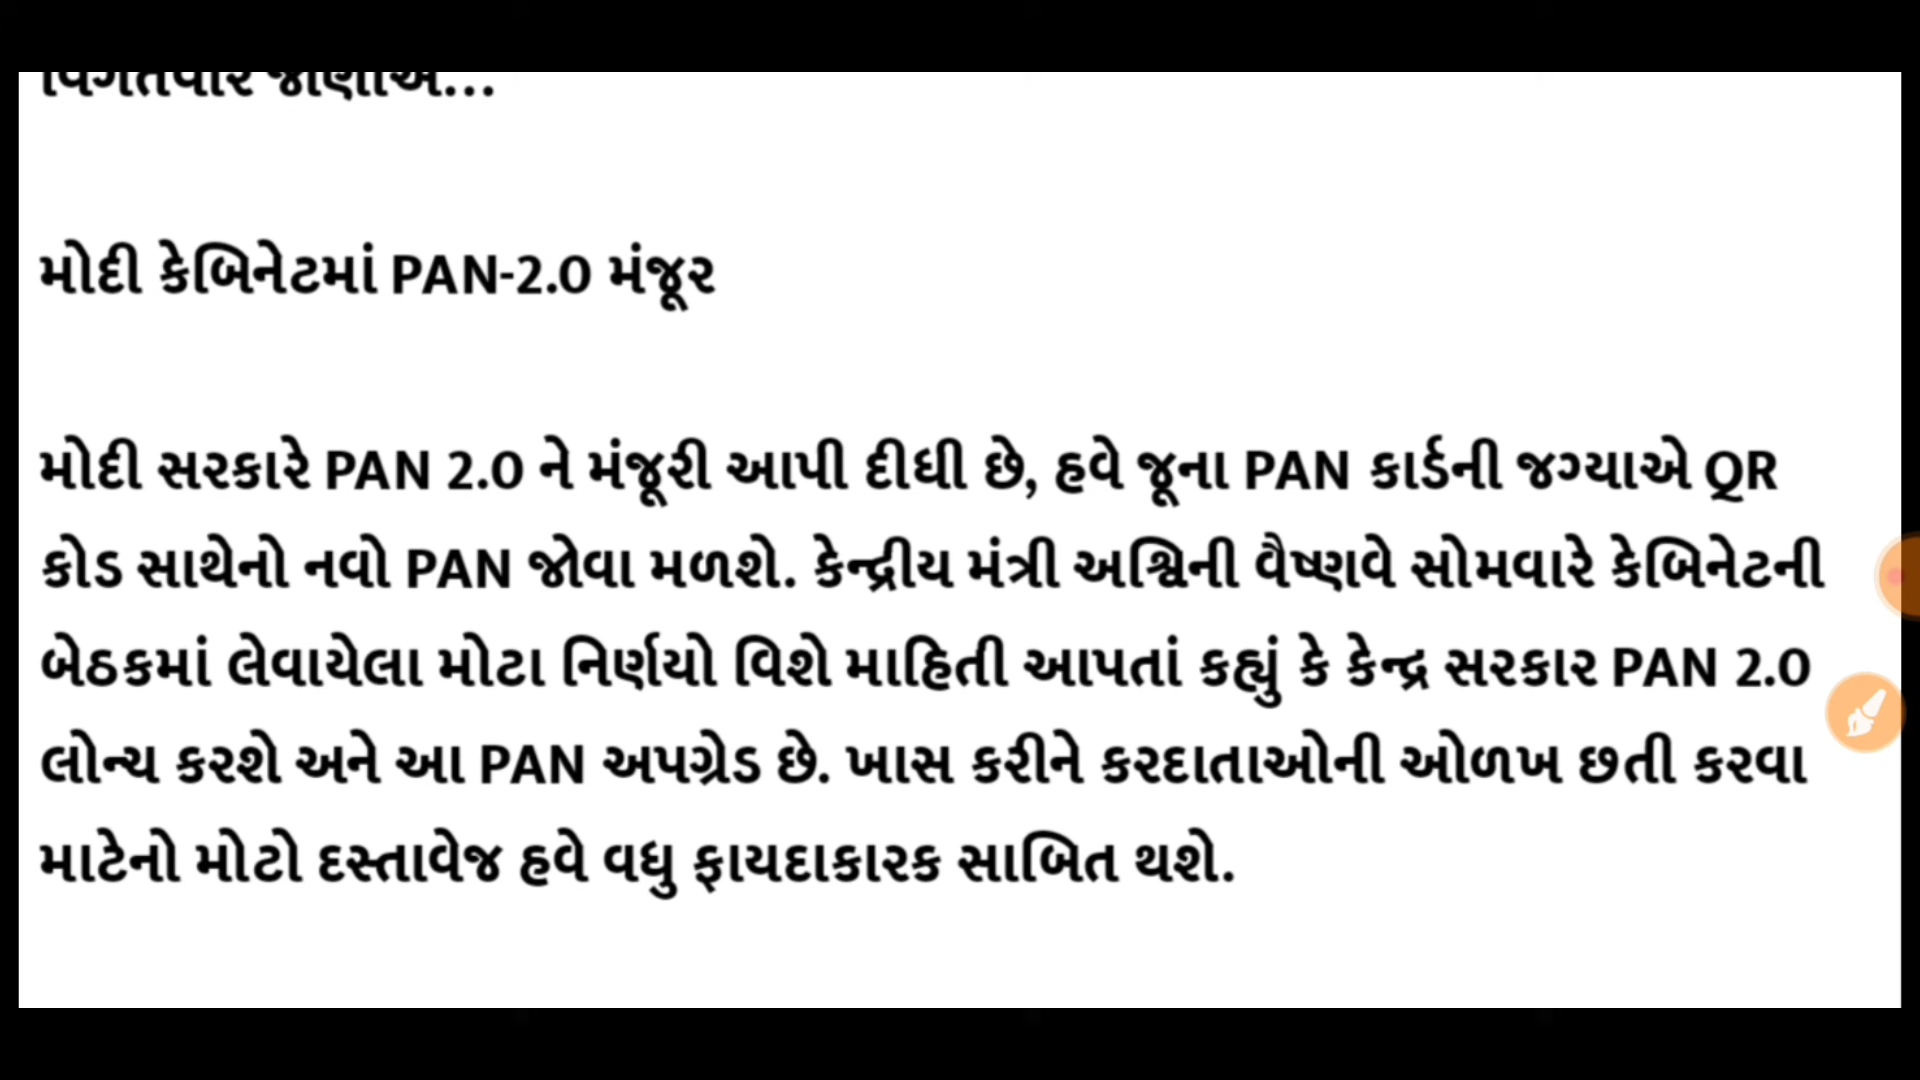 વિગતવાર જાણીએ...
મોદી કેબિનેટમાં PAN-2.0 મંજૂર
મોદી સરકારે PAN 2.0 ને મંજૂરી આપી દીધી છે, હવે જૂના PAN કાર્ડની જગ્યાએ QR
કોડ સાથેનો નવો PAN જોવા મળશે. કેન્દ્રીય મંત્રી અશ્વિની વૈષ્ણવે સોમવારે કેબિનેટની
બેઠકમાં લેવાયેલા મોટા નિર્ણયો વિશે માહિતી આપતાં કહ્યું કે કેન્દ્ર સરકાર PAN 2.0
લોન્ચ કરશે અને આ PAN અપગ્રેડ છે. ખાસ કરીને કરદાતાઓની ઓળખ છતી કરવા
માટેનો મોટો દસ્તાવેજ હવે વધુ ફાયદાકારક સાબિત થશે.